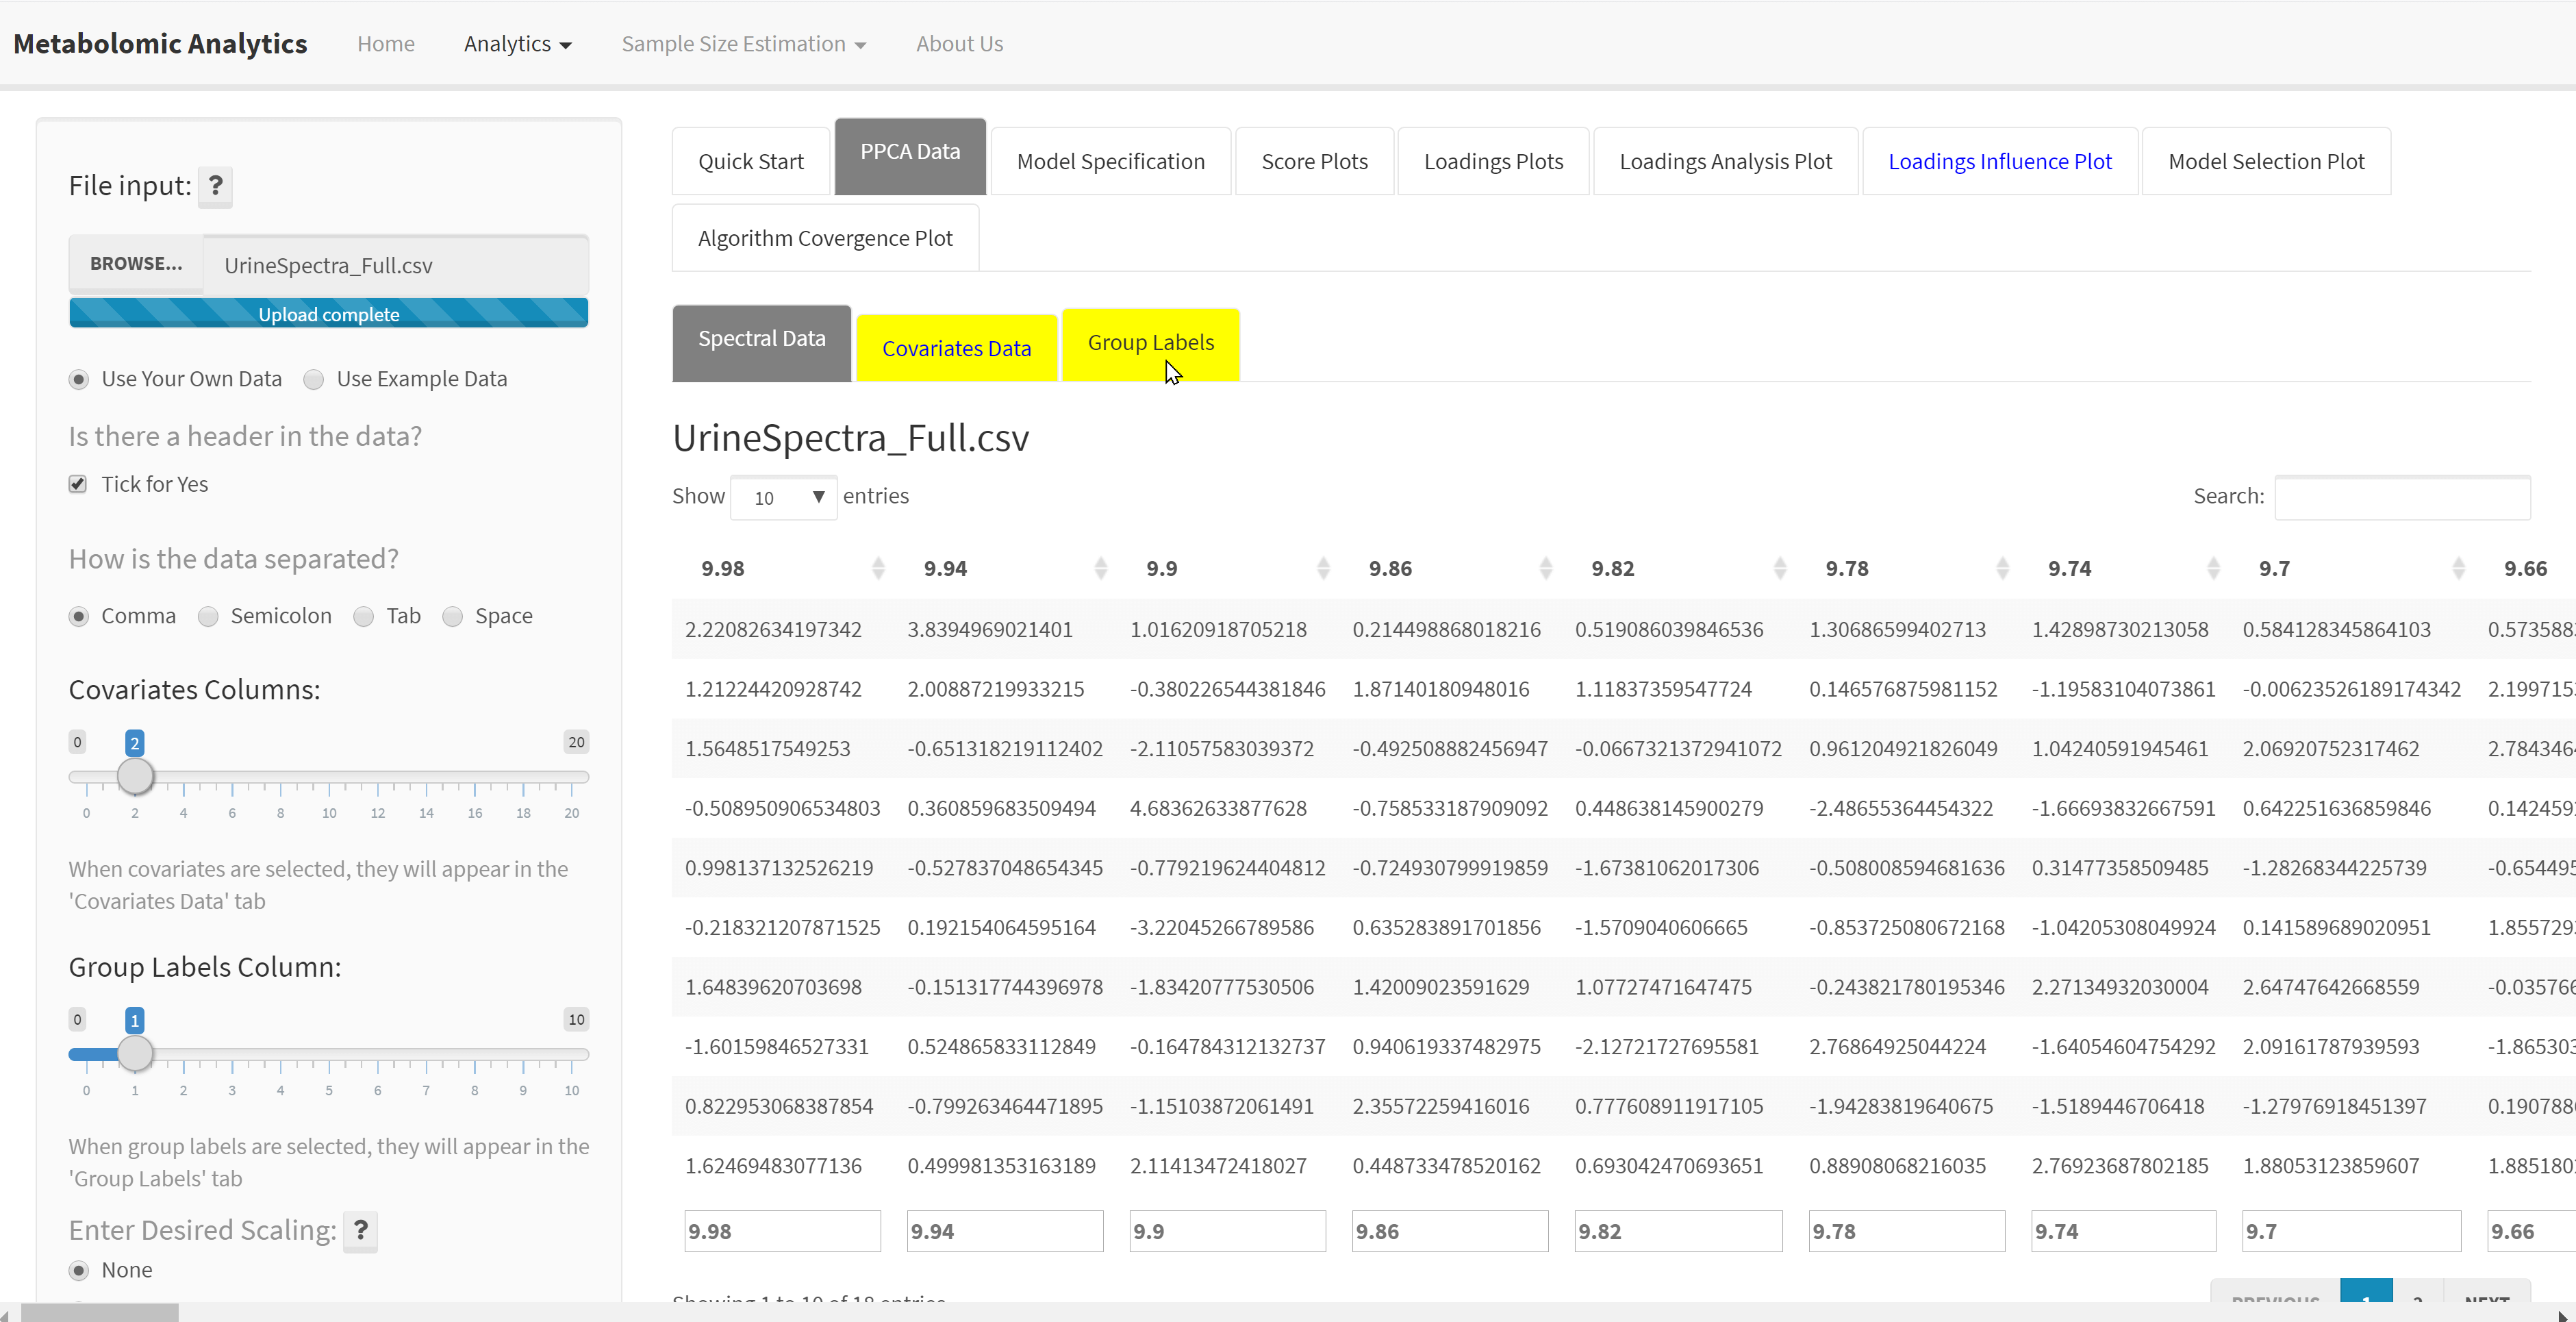 Metabolomic Analytics Home Analytics Sample Size Estimation About Us
File input: ?
BROWSE... UrineSpectra_Full.csv
Upload complete
Use Your Own Data Use Example Data
Is there a header in the data?
Tick for Yes
How is the data separated?
Comma Semicolon Tab Space
Covariates Columns:
0 2 20
0 2 4 6 8 10 12 14 16 18 20
When covariates are selected, they will appear in the
'Covariates Data' tab
Group Labels Column:
0 1 10
0 1 2 3 4 5 6 7 8 9 10
When group labels are selected, they will appear in the
'Group Labels' tab
Enter Desired Scaling: ?
None
Quick Start PPCA Data Model Specification Score Plots Loadings Plots Loadings Analysis Plot Loadings Influence Plot Model Selection Plot
Algorithm Covergence Plot
Spectral Data Covariates Data Group Labels
UrineSpectra_Full.csv
Show 10 entries Search:
9.98 9.94 9.9 9.86 9.82 9.78 9.74 9.7 9.66
2.22082634197342 3.8394969021401 1.01620918705218 0.214498868018216 0.519086039846536 1.30686599402713 1.42898730213058 0.584128345864103 0.573588
1.21224420928742 2.00887219933215 -0.380226544381846 1.87140180948016 1.11837359547724 0.146576875981152 -1.19583104073861 -0.00623526189174342 2.199715
1.5648517549253 -0.651318219112402 -2.11057583039372 -0.492508882456947 -0.0667321372941072 0.961204921826049 1.04240591945461 2.06920752317462 2.784346
-0.508950906534803 0.360859683509494 4.68362633877628 -0.758533187909092 0.448638145900279 -2.48655364454322 -1.66693832667591 0.642251636859846 0.142459
0.998137132526219 -0.527837048654345 -0.779219624404812 -0.724930799919859 -1.67381062017306 -0.508008594681636 0.31477358509485 -1.28268344225739 -0.654495
-0.218321207871525 0.192154064595164 -3.22045266789586 0.635283891701856 -1.5709040606665 -0.853725080672168 -1.04205308049924 0.141589689020951 1.855729
1.64839620703698 -0.151317744396978 -1.83420777530506 1.42009023591629 1.07727471647475 -0.243821780195346 2.27134932030004 2.64747642668559 -0.035766
-1.60159846527331 0.524865833112849 -0.164784312132737 0.940619337482975 -2.12721727695581 2.76864925044224 -1.64054604754292 2.09161787939593 -1.865303
0.822953068387854 -0.799263464471895 -1.15103872061491 2.35572259416016 0.777608911917105 -1.94283819640675 -1.5189446706418 -1.27976918451397 0.190788
1.62469483077136 0.499981353163189 2.11413472418027 0.448733478520162 0.693042470693651 0.88908068216035 2.76923687802185 1.88053123859607 1.885180
9.98 9.94 9.9 9.86 9.82 9.78 9.74 9.7 9.66
Showing 1 to 10 of 18 entries PREVIOUS 1 2 NEXT